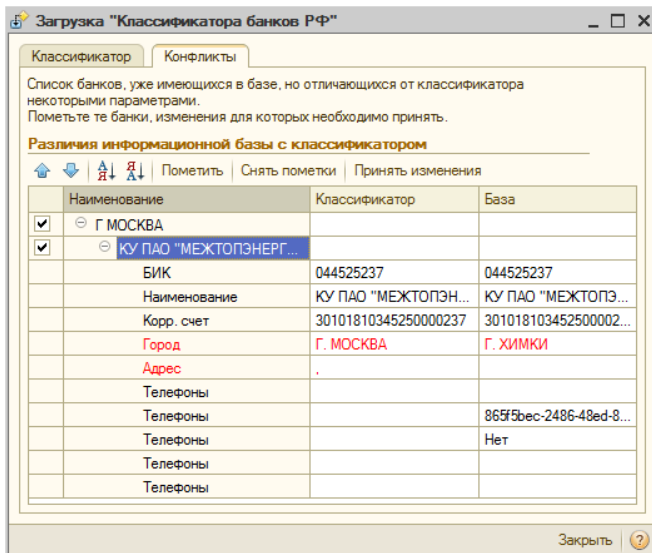 Загрузка "Классификатора банков РФ"
Классификатор Конфликты
Список банков, уже имеющихся в базе, но отличающихся от классификатора
некоторыми параметрами.
Пометьте те банки, изменения для которых необходимо принять.
Различия информационной базы с классификатором
А Я Я А Пометить Снять пометки Принять изменения
Наименование Классификатор База
Г МОСКВА
КУ ПАО "МЕЖТОПЭНЕРГ...
БИК 044525237 044525237
Наименование КУ ПАО "МЕЖТОПЭН... КУ ПАО "МЕЖТОПЭ...
Корр. счет 30101810345250000237 301018103452500002...
Город Г. МОСКВА Г. ХИМКИ
Адрес ,
Телефоны
Телефоны 865f5bec-2486-48ed-8...
Телефоны Нет
Телефоны
Телефоны
Закрыть ?